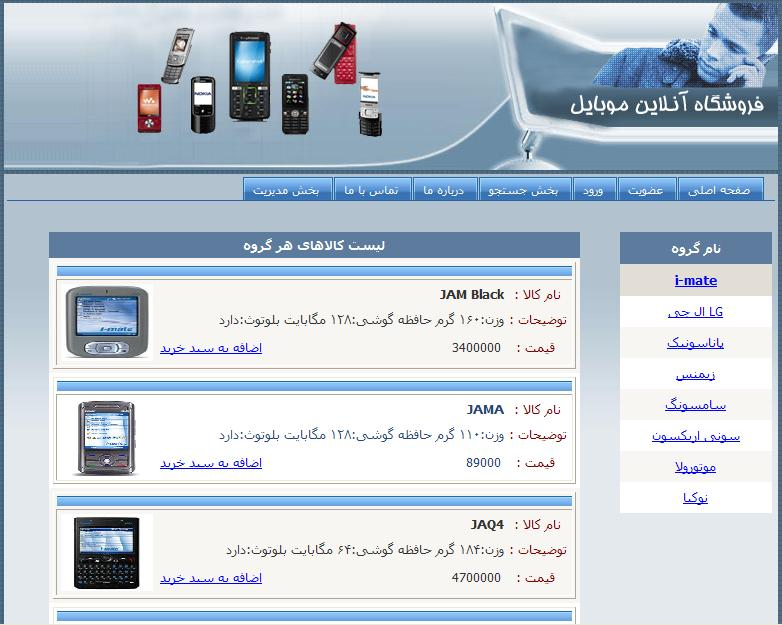 فروشگاه آنلاین موبایل
صفحه اصلی
عضویت
ورود
بخش جستجو
درباره ما
تماس با ما
بخش مدیریت
نام گروه
i-mate
LG ال جی
پاناسونیک
زیمنس
سامسونگ
سونی اریکسون
موتورولا
نوکیا
لیست کالاهای هر گروه
نام کالا : JAM Black
توضیحات : وزن:۱۶۰ گرم حافظه گوشی:۱۲۸ مگابایت بلوتوث:دارد
قیمت : 3400000 اضافه به سبد خرید
نام کالا : JAMA
توضیحات : وزن:۱۱۰ گرم حافظه گوشی:۱۲۸ مگابایت بلوتوث:دارد
قیمت : 89000 اضافه به سبد خرید
نام کالا : JAQ4
توضیحات : وزن:۱۸۴ گرم حافظه گوشی:۶۴ مگابایت بلوتوث:دارد
قیمت : 4700000 اضافه به سبد خرید
NOKIA
i-mate
i-mate